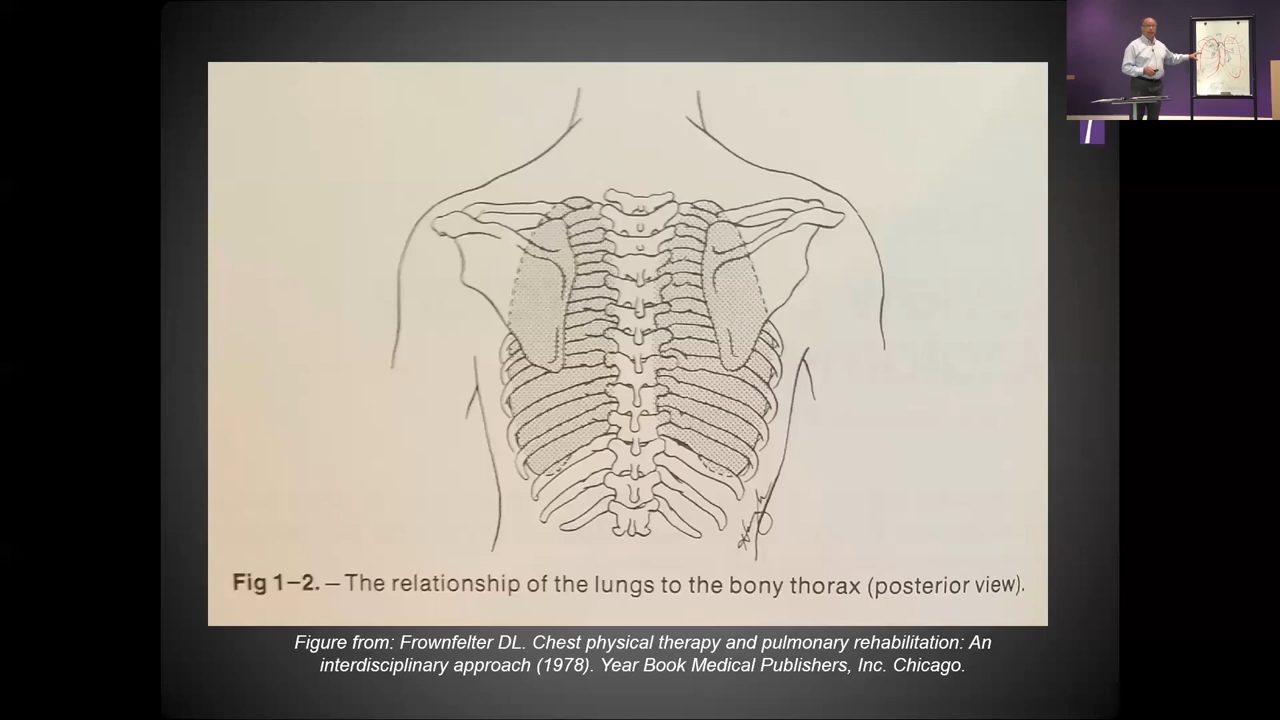 Fig 1–2. — The relationship of the lungs to the bony thorax (posterior view).
Figure from: Frownfelter DL. Chest physical therapy and pulmonary rehabilitation: An
interdisciplinary approach (1978). Year Book Medical Publishers, Inc. Chicago.